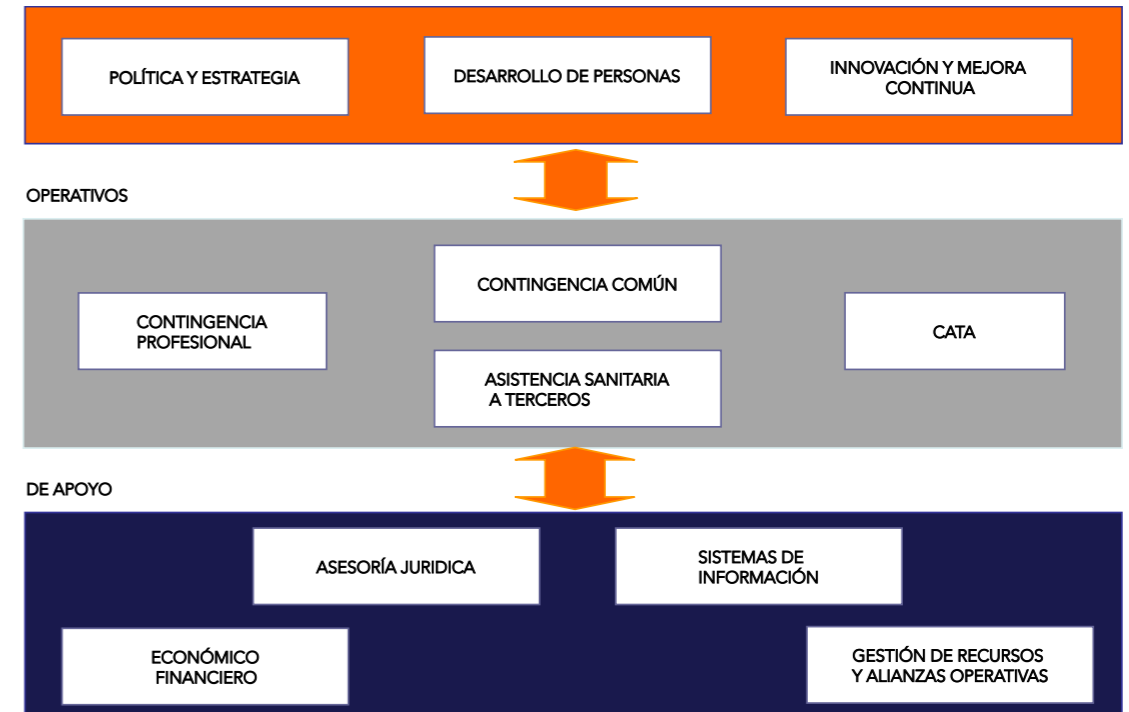 POLÍTICA Y ESTRATEGIA
DESARROLLO DE PERSONAS
INNOVACIÓN Y MEJORA
CONTINUA
OPERATIVOS
CONTINGENCIA
PROFESIONAL
CONTINGENCIA COMÚN
ASISTENCIA SANITARIA
A TERCEROS
CATA
DE APOYO
ASESORÍA JURIDICA
SISTEMAS DE
INFORMACIÓN
ECONÓMICO
FINANCIERO
GESTIÓN DE RECURSOS
Y ALIANZAS OPERATIVAS